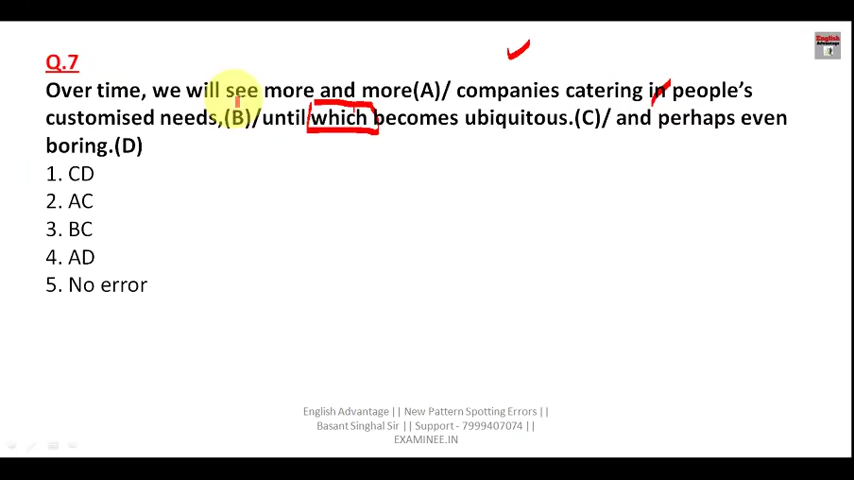 English
Advantage
Q.7
Over time, we will see more and more(A)/ companies catering in people's
customised needs,(B)/until which becomes ubiquitous.(C)/ and perhaps even
boring.(D)
1. CD
2. AC
3. BC
4. AD
5. No error
English Advantage || New Pattern Spotting Errors ||
Basant Singhal Sir || Support - 7999407074 ||
EXAMINEE.IN